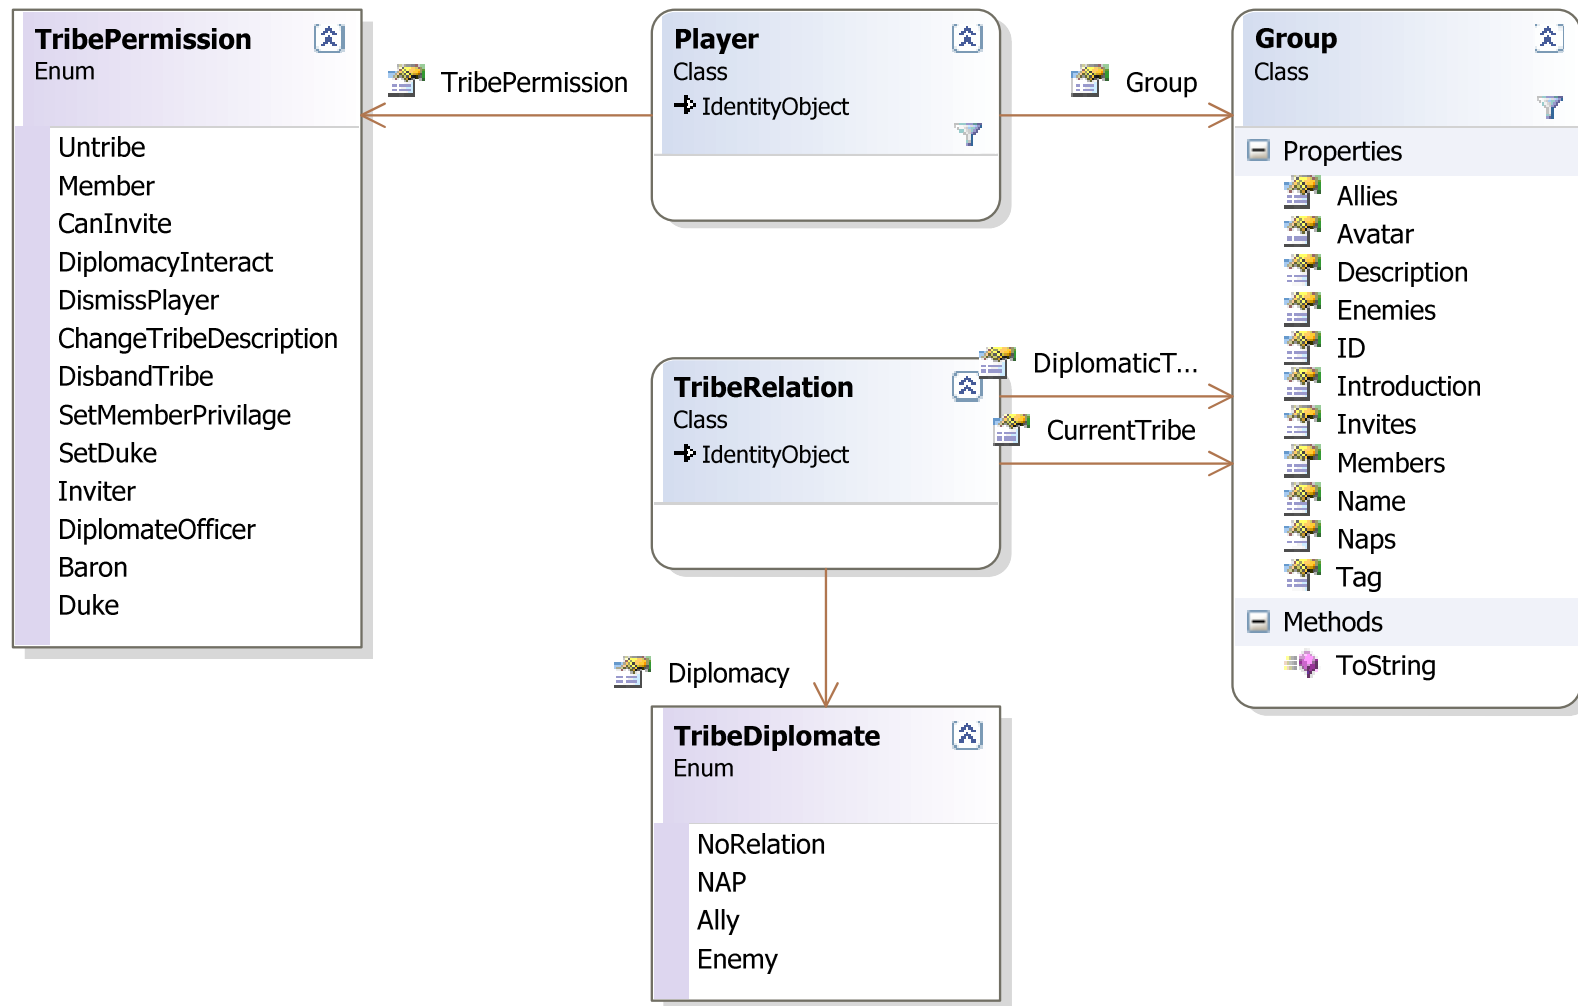 TribePermission
Enum
Untribe
Member
CanInvite
DiplomacyInteract
DismissPlayer
ChangeTribeDescription
DisbandTribe
SetMemberPrivilage
SetDuke
Inviter
DiplomateOfficer
Baron
Duke
TribePermission
Player
Class
IdentityObject
Group
Group
Class
Properties
Allies
Avatar
Description
Enemies
ID
Introduction
Invites
Members
Name
Naps
Tag
Methods
ToString
TribeRelation
Class
IdentityObject
DiplomaticT...
CurrentTribe
Diplomacy
TribeDiplomate
Enum
NoRelation
NAP
Ally
Enemy